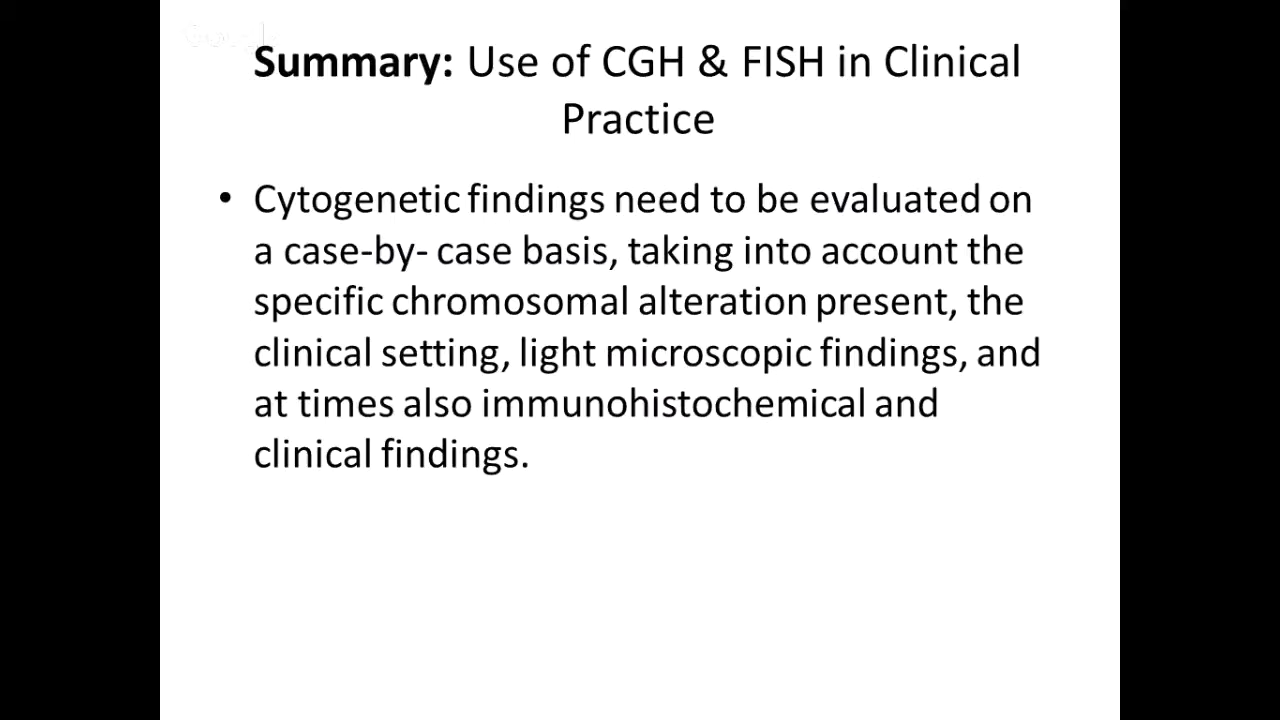 Summary: Use of CGH & FISH in Clinical
Practice
• Cytogenetic findings need to be evaluated on
a case-by- case basis, taking into account the
specific chromosomal alteration present, the
clinical setting, light microscopic findings, and
at times also immunohistochemical and
clinical findings.